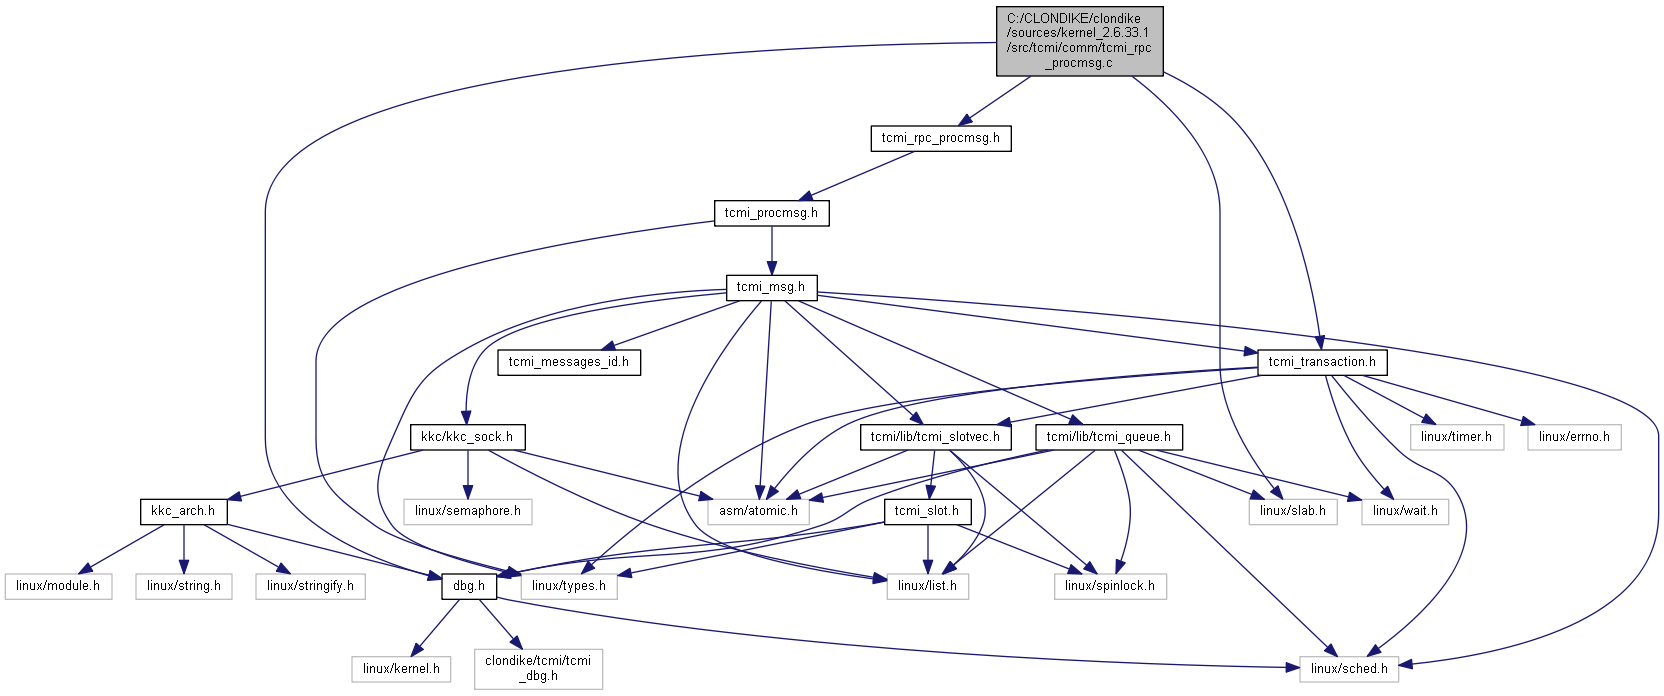 C:/CLONDIKE/clondike
/sources/kernel_2.6.33.1
/src/tcmi/comm/tcmi_rpc
_procmsg.c
tcmi_rpc_procmsg.h
tcmi_procmsg.h
tcmi_msg.h
tcmi_messages_id.h
tcmi_transaction.h
kkc/kkc_sock.h
tcmi/lib/tcmi_slotvec.h
tcmi/lib/tcmi_queue.h
linux/timer.h
linux/errno.h
kkc_arch.h
linux/semaphore.h
asm/atomic.h
tcmi_slot.h
linux/slab.h
linux/wait.h
linux/module.h
linux/string.h
linux/stringify.h
dbg.h
linux/types.h
linux/list.h
linux/spinlock.h
linux/kernel.h
clondike/tcmi/tcmi
_dbg.h
linux/sched.h